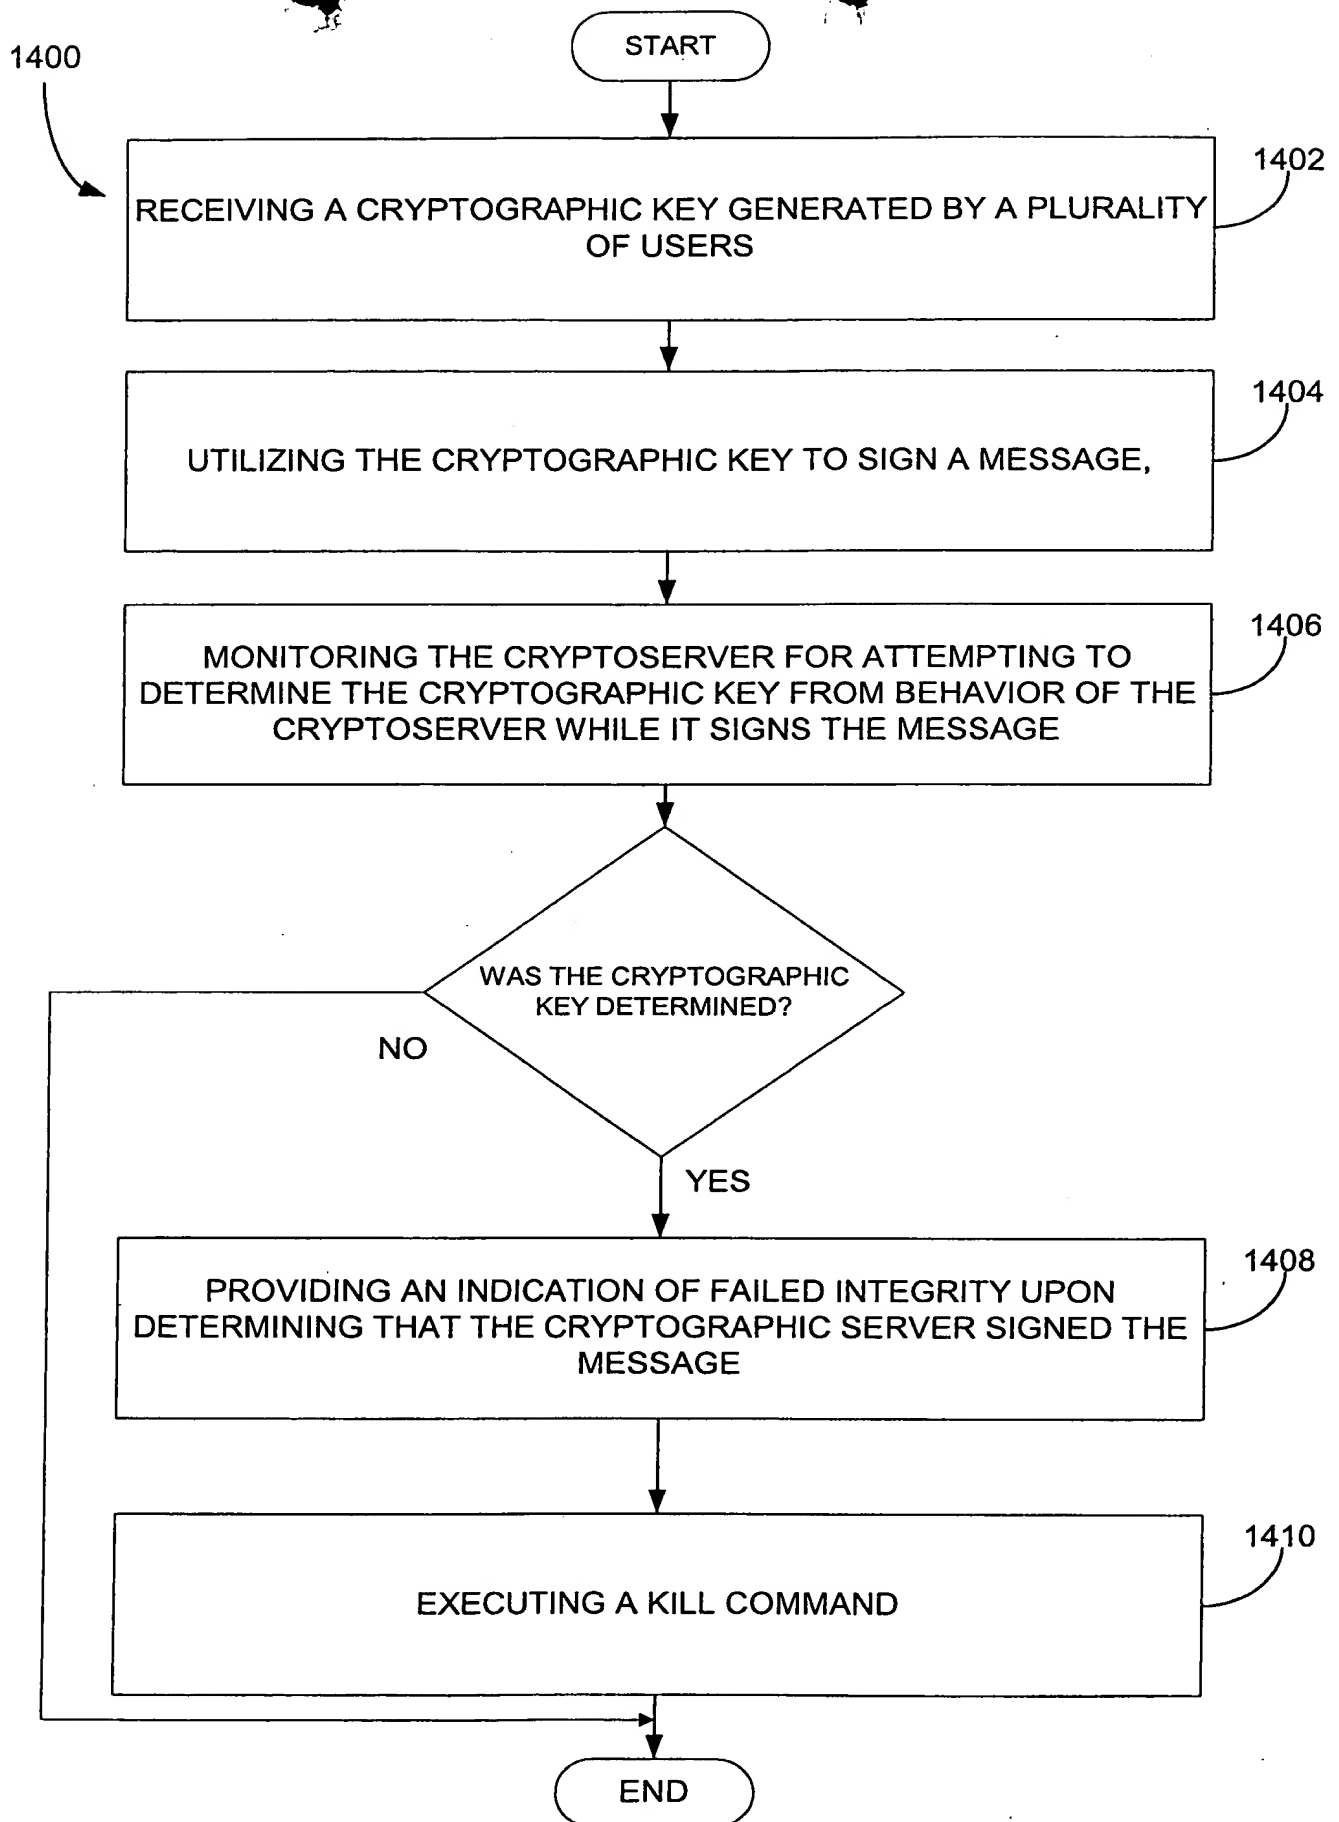 START
1400
1402
RECEIVING A CRYPTOGRAPHIC KEY GENERATED BY A PLURALITY
OF USERS
1404
UTILIZING THE CRYPTOGRAPHIC KEY TO SIGN A MESSAGE,
1406
MONITORING THE CRYPTOSERVER FOR ATTEMPTING TO
DETERMINE THE CRYPTOGRAPHIC KEY FROM BEHAVIOR OF THE
CRYPTOSERVER WHILE IT SIGNS THE MESSAGE
WAS THE CRYPTOGRAPHIC
KEY DETERMINED?
NO
YES
1408
PROVIDING AN INDICATION OF FAILED INTEGRITY UPON
DETERMINING THAT THE CRYPTOGRAPHIC SERVER SIGNED THE
MESSAGE
1410
EXECUTING A KILL COMMAND
END